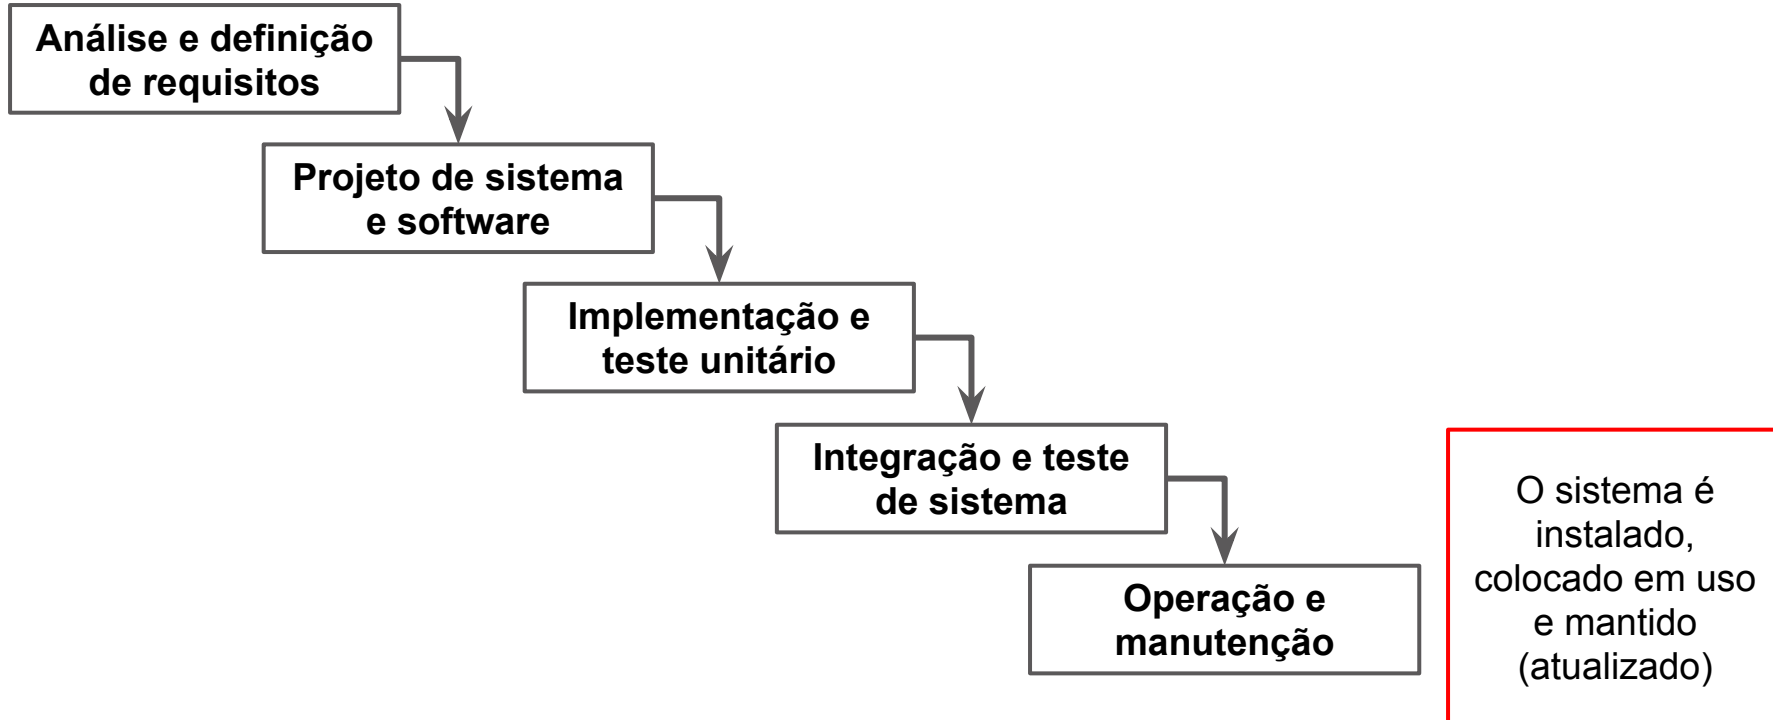 Análise e definição
de requisitos
Projeto de sistema
e software
Implementação e
teste unitário
Integração e teste
de sistema
Operação e
manutenção
O sistema é
instalado,
colocado em uso
e mantido
(atualizado)